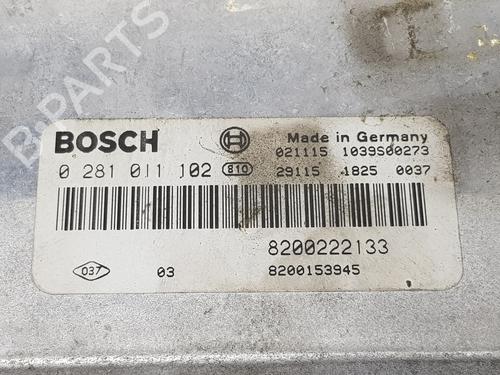 B-PARTS
BOSCH
Made in Germany
021115 1039S00273
0 281 011 102 810
29115 1825 0037
8200222133
037 03 8200153945